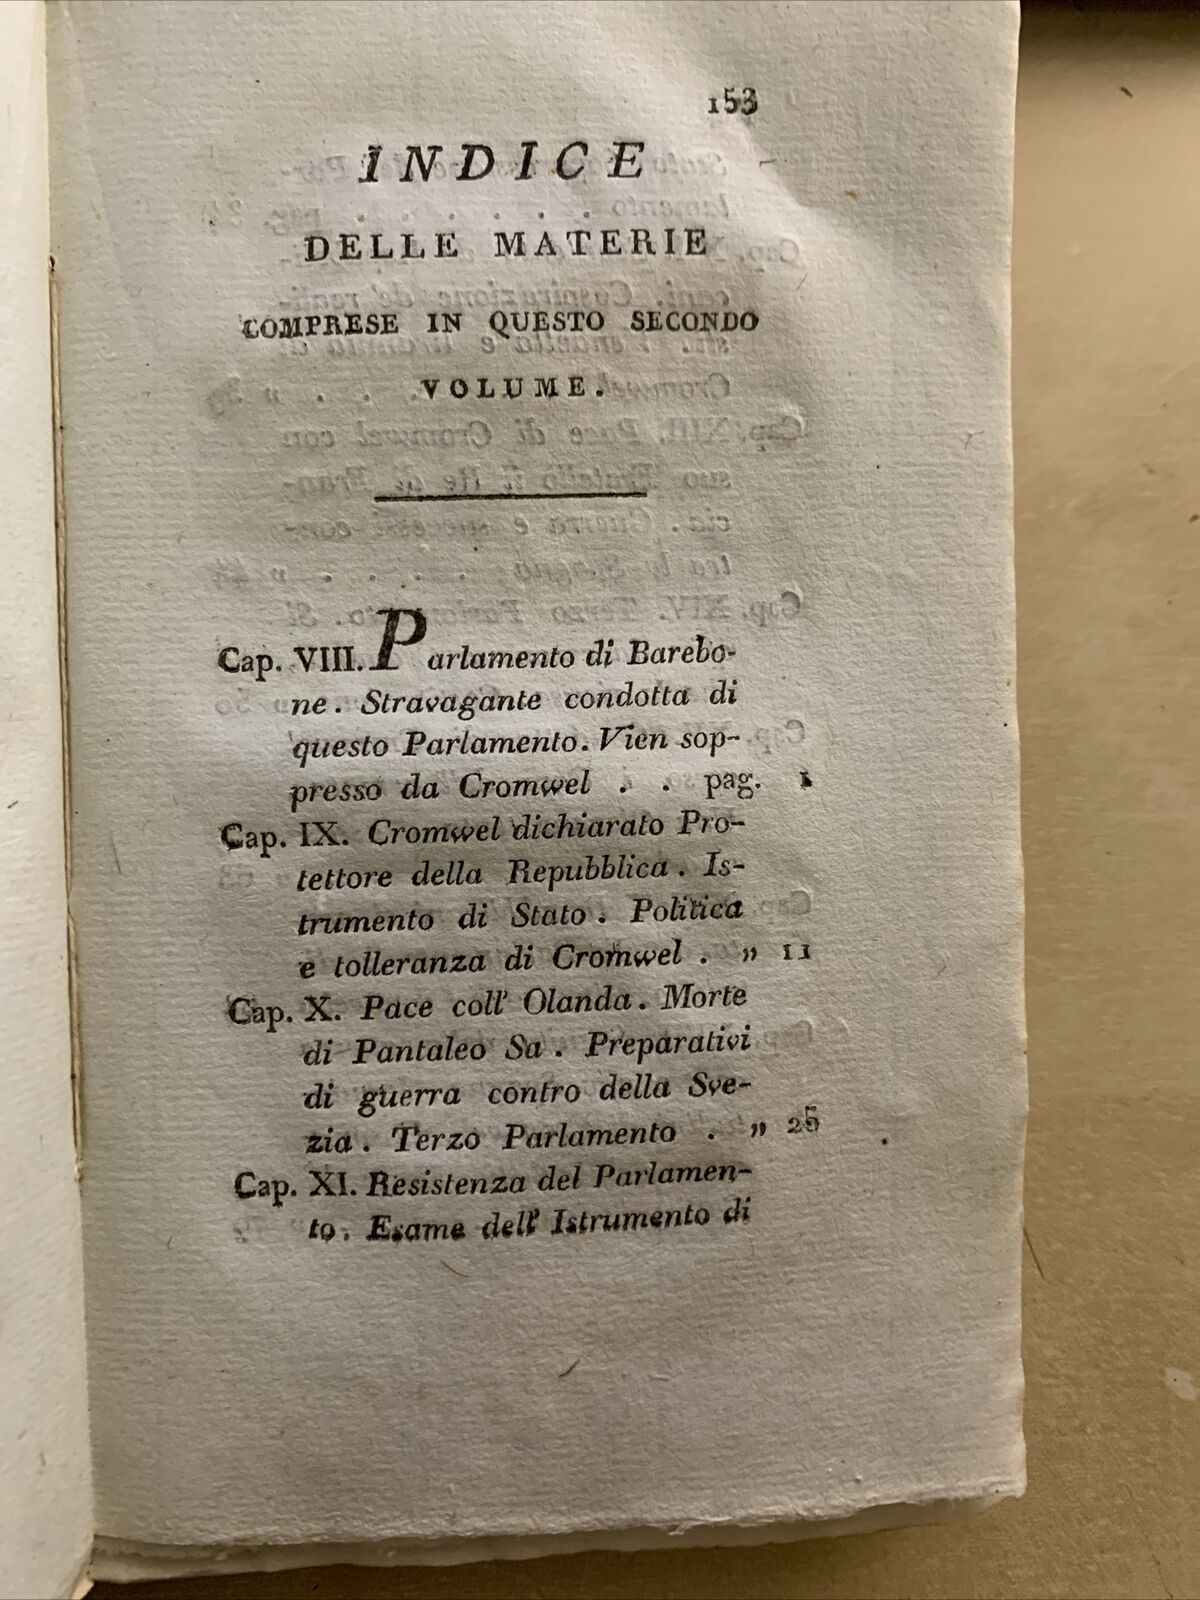 153
INDICE
DELLE MATERIE
COMPRESE IN QUESTO SECONDO
VOLUME.
Cap. VIII. Parlamento di Barebo-
ne. Stravagante condotta di
questo Parlamento. Vien sop-
presso da Cromwel . . pag. 1
Cap. IX. Cromwel dichiarato Pro-
tettore della Repubblica. Is-
trumento di Stato. Politica
e tolleranza di Cromwel . „ 11
Cap. X. Pace coll' Olanda. Morte
di Pantaleo Sa. Preparativi
di guerra contro della Sve-
zia. Terzo Parlamento . „ 25
Cap. XI. Resistenza del Parlamen-
to. Esame dell' Istrumento di